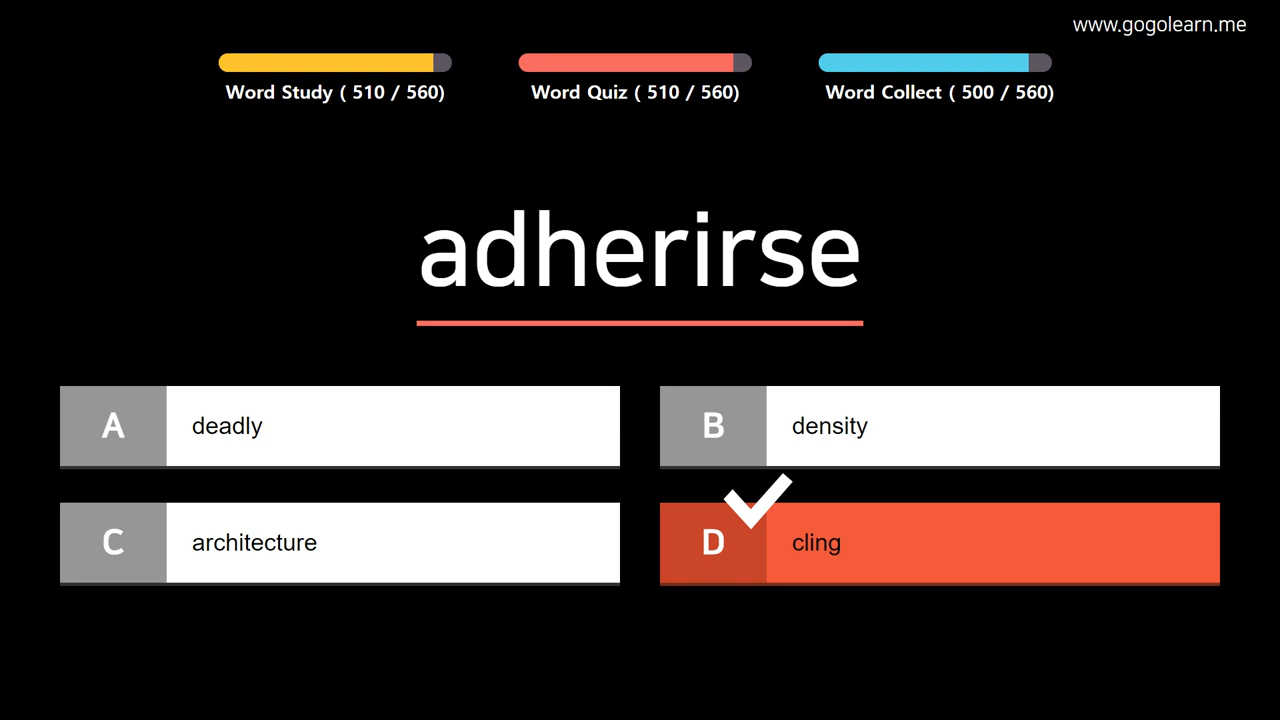 www.gogolearn.me
Word Study ( 510 / 560)
Word Quiz ( 510 / 560)
Word Collect ( 500 / 560)
adherirse
A deadly
B density
C architecture
D cling